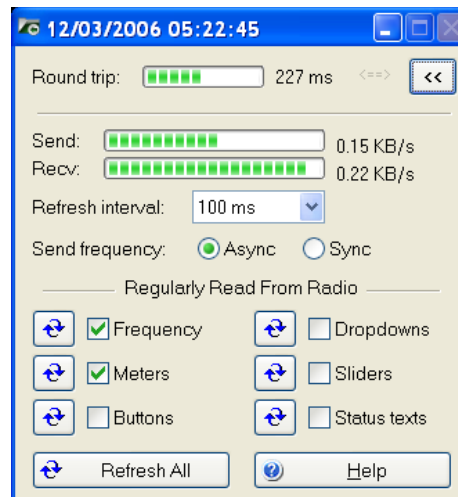 12/03/2006 05:22:45
Round trip: 227 ms <==> <<
Send: 0.15 KB/s
Recv: 0.22 KB/s
Refresh interval: 100 ms
Send frequency: Async Sync
Regularly Read From Radio
Frequency Dropdowns
Meters Sliders
Buttons Status texts
Refresh All Help